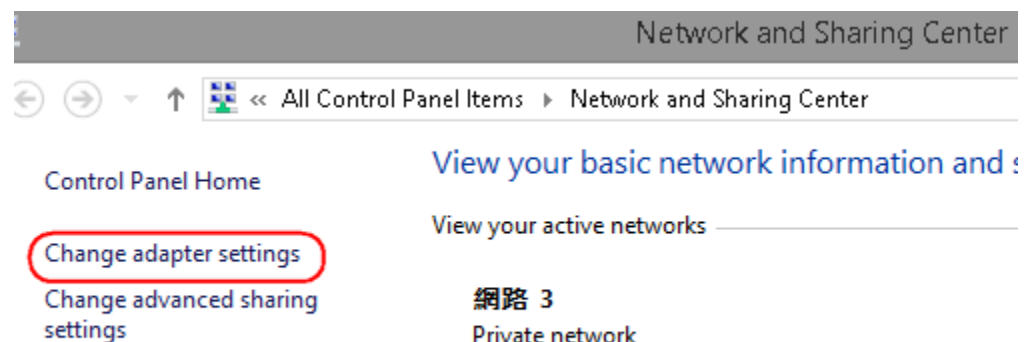 Network and Sharing Center
« All Control Panel Items ▸ Network and Sharing Center
Control Panel Home
Change adapter settings
Change advanced sharing
settings
View your basic network information and s
View your active networks
網路 3
Private network